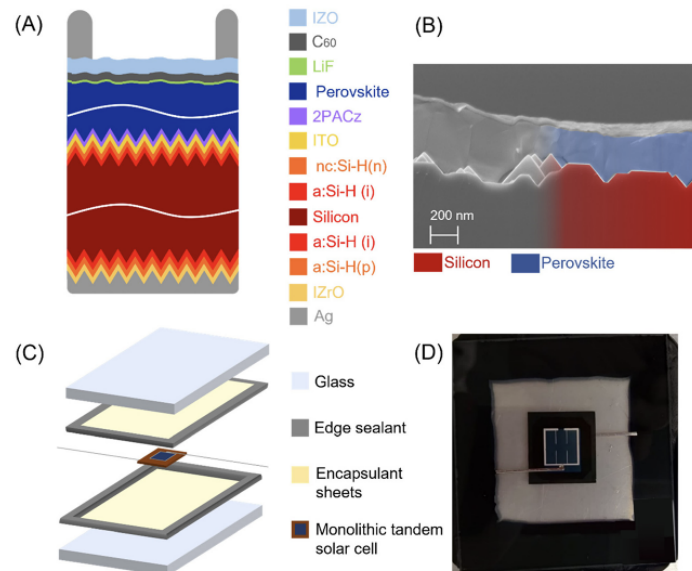 (A)
IZO
C₆₀
LiF
Perovskite
2PACz
ITO
nc:Si-H(n)
a:Si-H (i)
Silicon
a:Si-H (i)
a:Si-H(p)
IZrO
Ag
(B)
200 nm
Silicon Perovskite
(C)
Glass
Edge sealant
Encapsulant
sheets
Monolithic tandem
solar cell
(D)